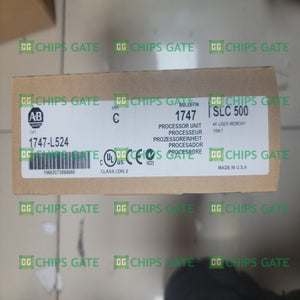 AB
CAT
1747-L524
SER
C
BULLETIN
1747
PROCESSOR UNIT
PROCESSEUR
PROZESSOREINHEIT
PROCESADOR
PROCESSORE
SLC 500
4K USER MEMORY
MADE IN U.S.A.
CLASS I,DIV.2
CG CHIPS GATE